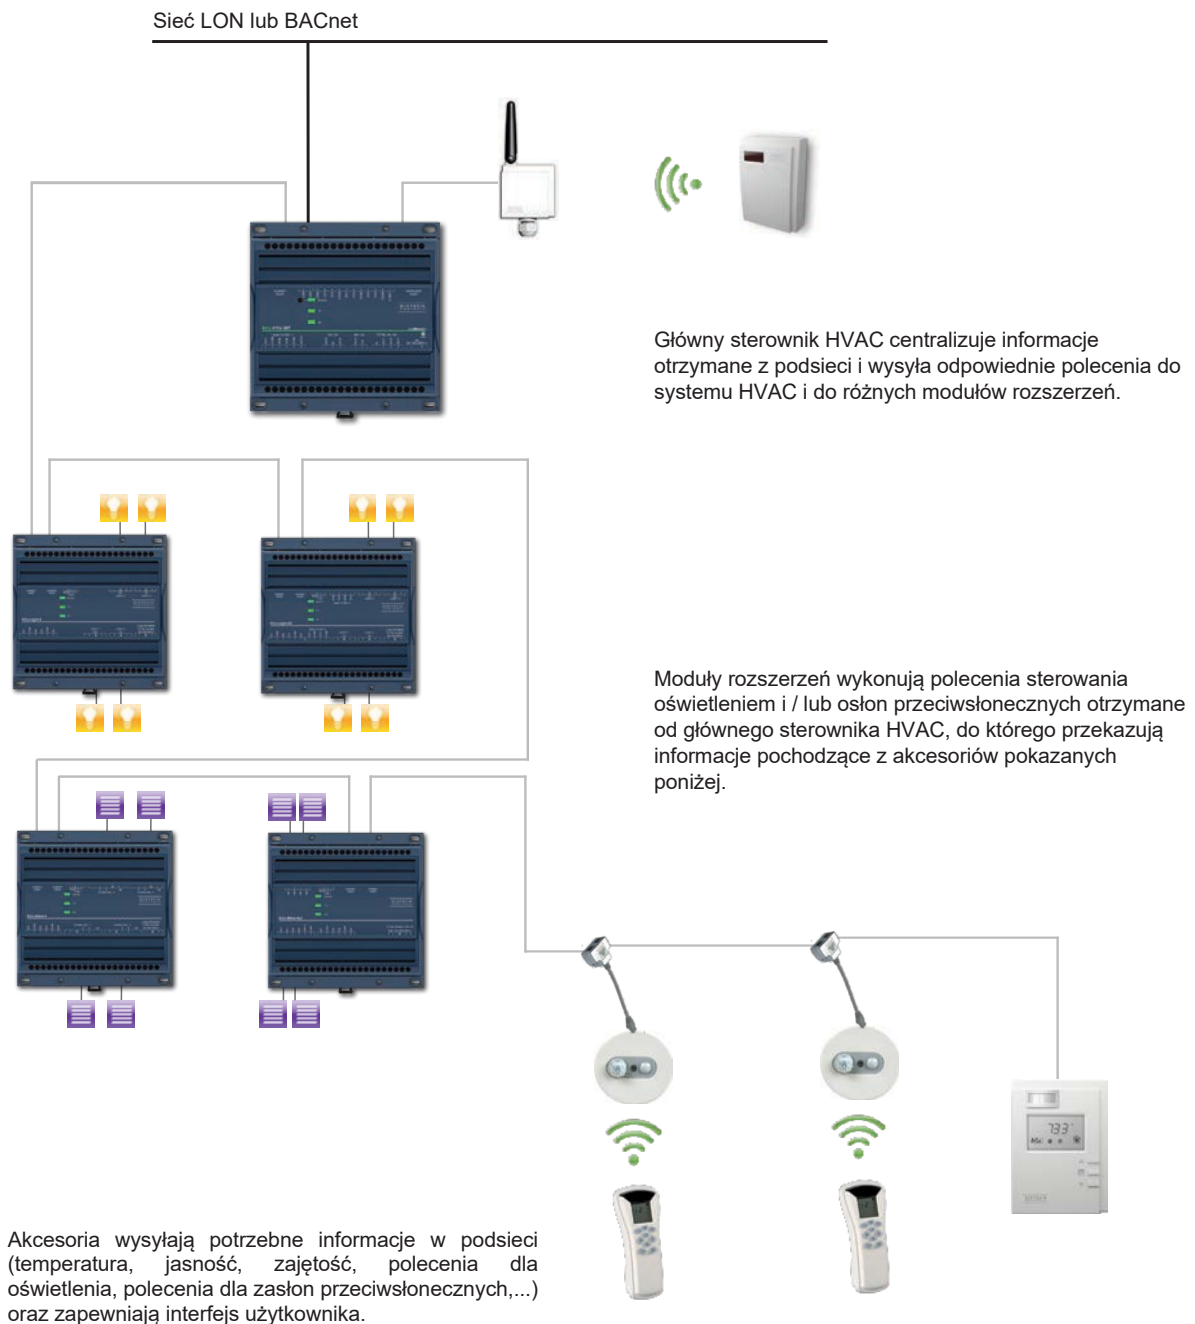 Sieć LON lub BACnet
Główny sterownik HVAC centralizuje informacje
otrzymane z podsieci i wysyła odpowiednie polecenia do
systemu HVAC i do różnych modułów rozszerzeń.
Moduły rozszerzeń wykonują polecenia sterowania
oświetleniem i / lub osłon przeciwsłonecznych otrzymane
od głównego sterownika HVAC, do którego przekazują
informacje pochodzące z akcesoriów pokazanych
poniżej.
Akcesoria wysyłają potrzebne informacje w podsieci
(temperatura, jasność, zajętość, polecenia dla
oświetlenia, polecenia dla zasłon przeciwsłonecznych,...)
oraz zapewniają interfejs użytkownika.